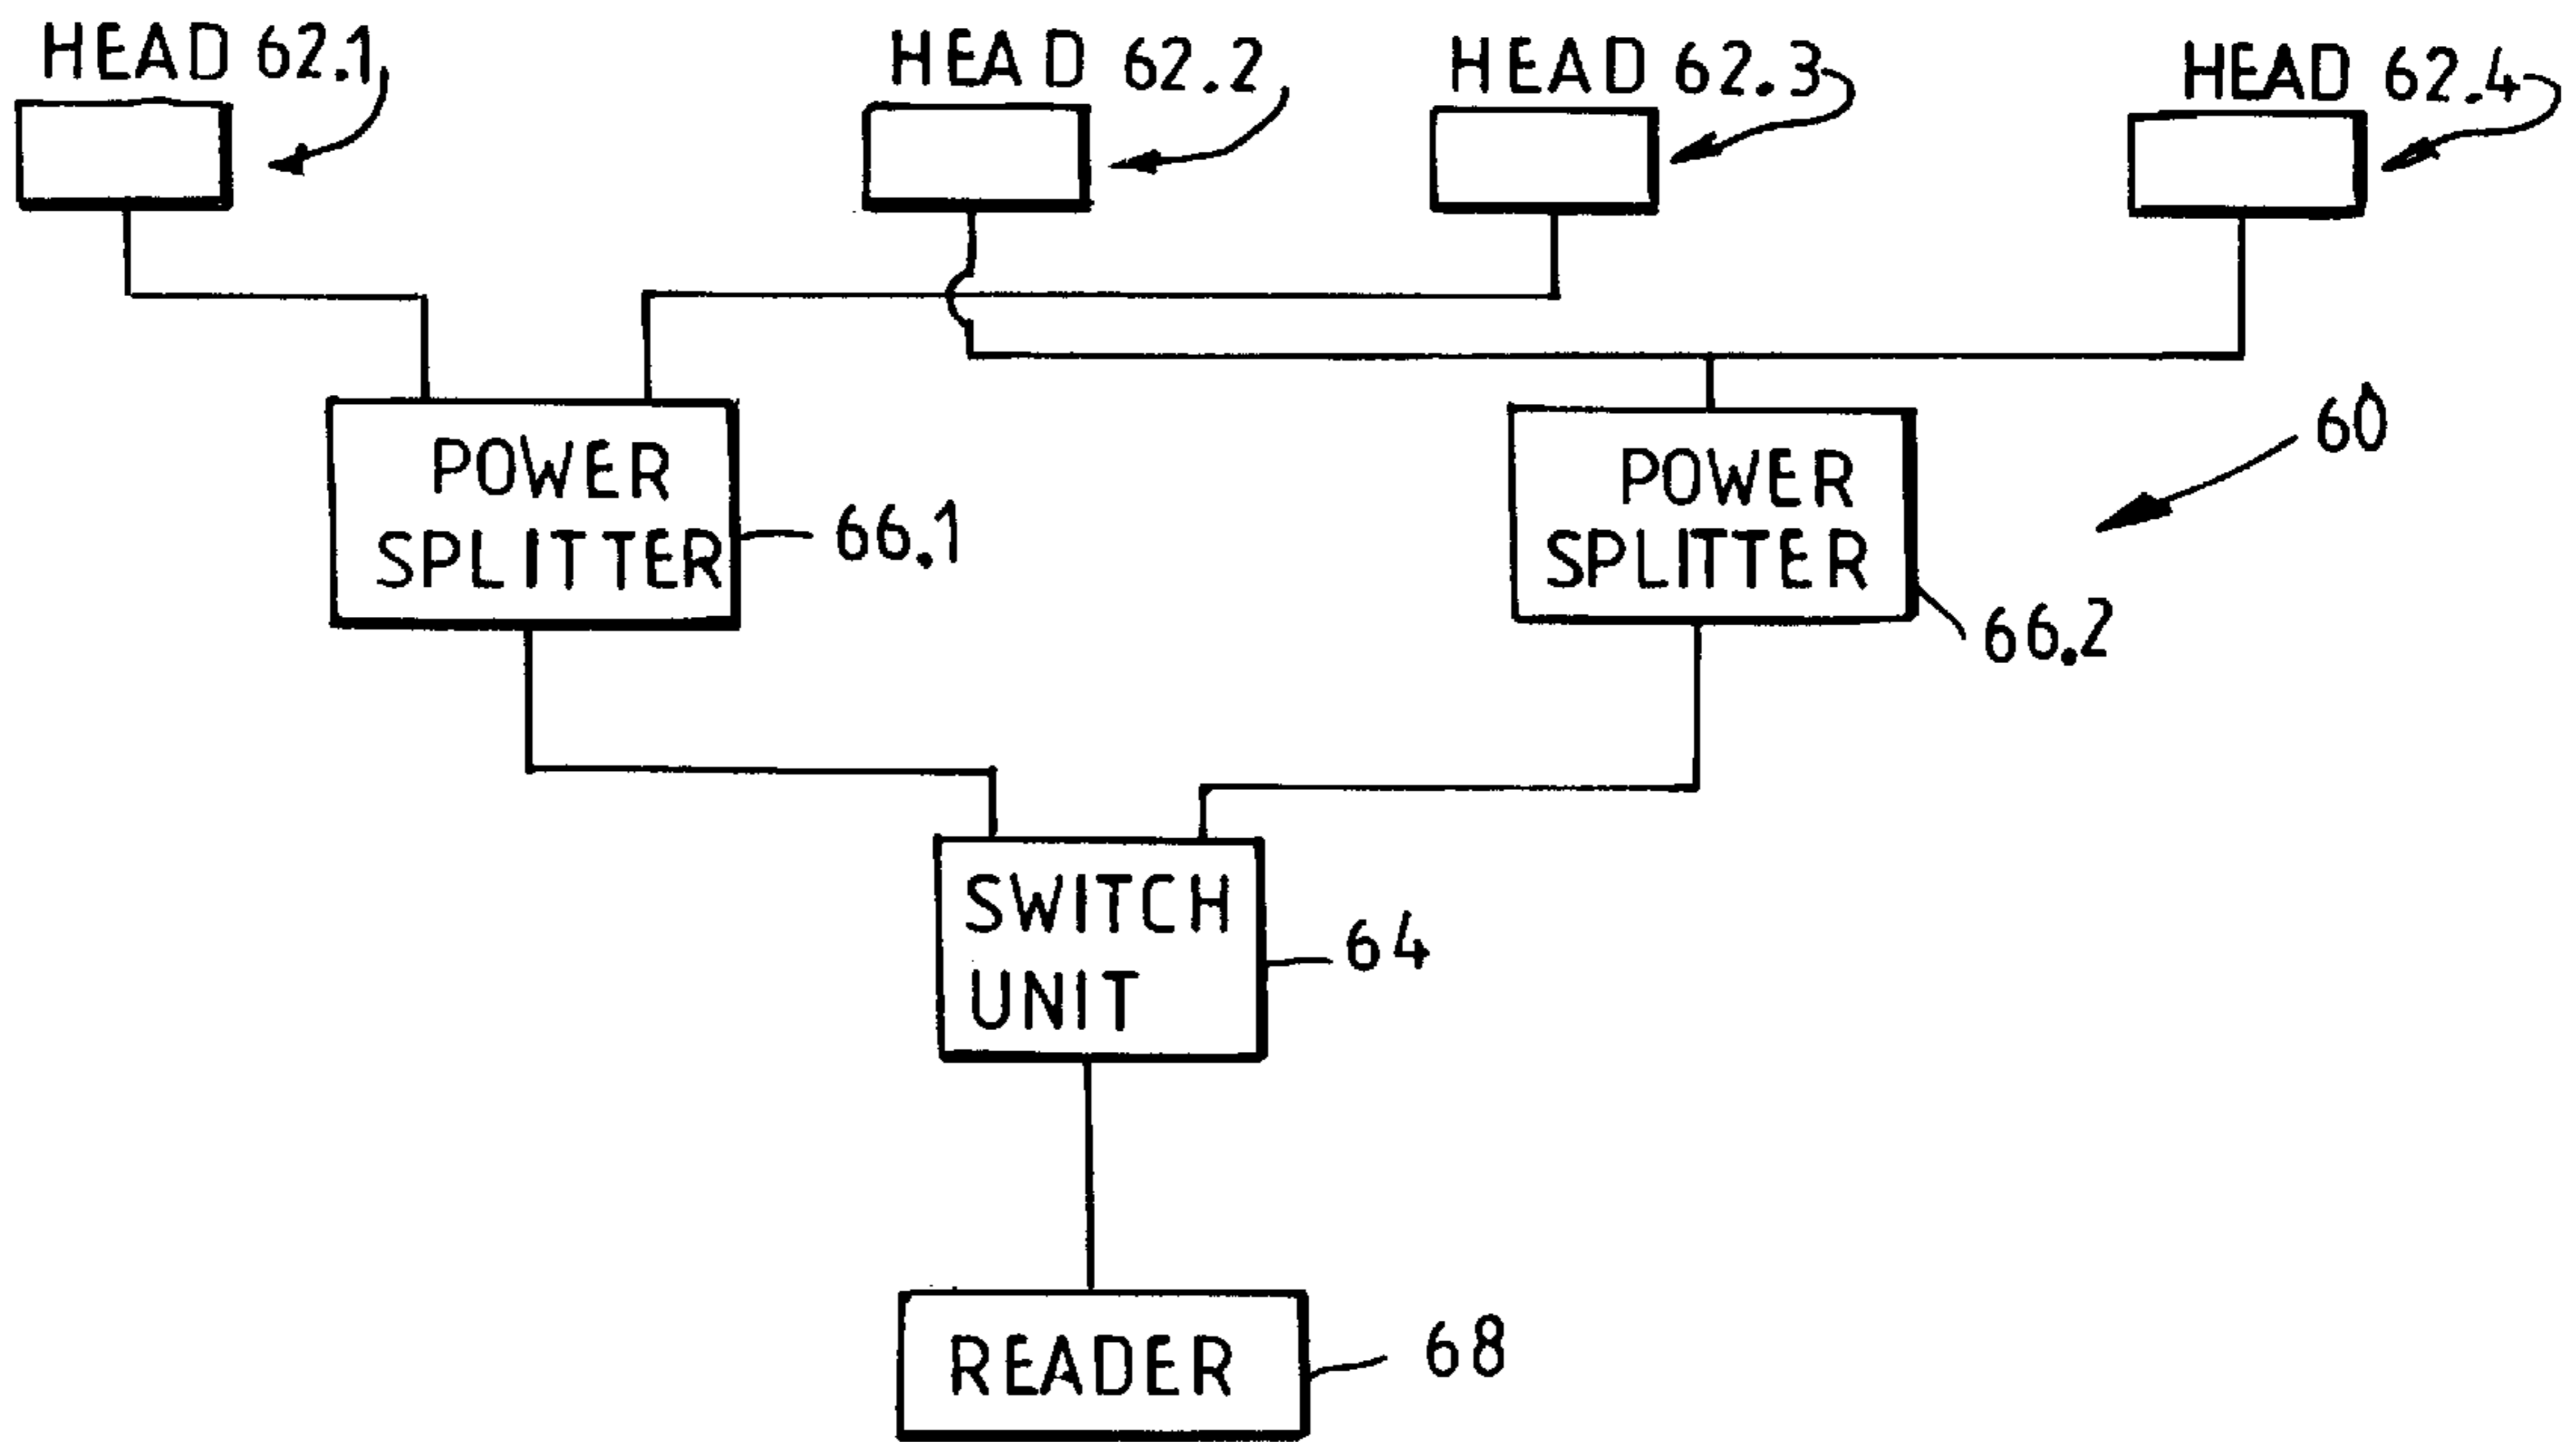 HEAD 62.1
HEAD 62.2
HEAD 62.3
HEAD 62.4
POWER
SPLITTER
66.1
POWER
SPLITTER
66.2
60
SWITCH
UNIT
64
READER
68